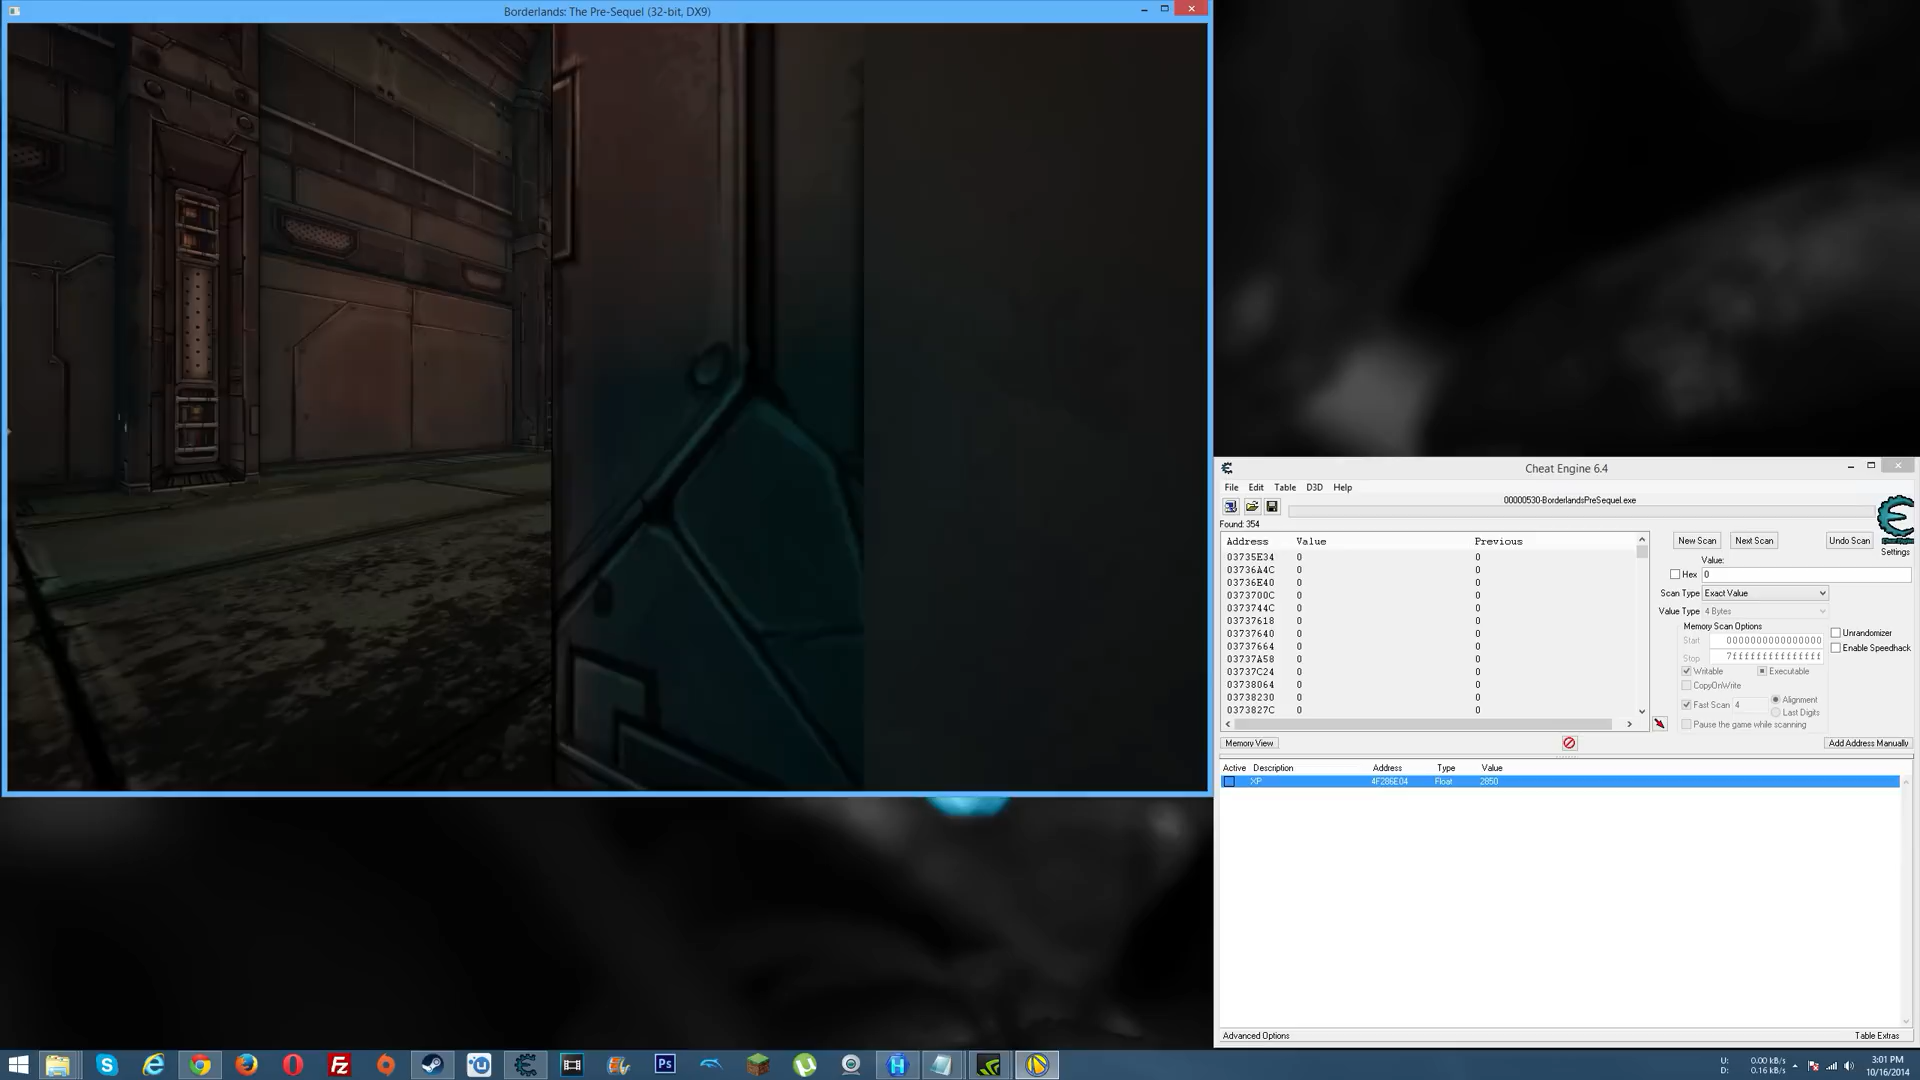 Borderlands: The Pre-Sequel (32-bit, DX9)
Cheat Engine 6.4
File Edit Table D3D Help
00000530-BorderlandsPreSequel.exe
Found: 354
Address Value Previous
03735E34 0 0
03736A4C 0 0
03736E40 0 0
0373700C 0 0
0373744C 0 0
03737618 0 0
03737640 0 0
03737664 0 0
03737A58 0 0
03737C24 0 0
03738064 0 0
03738230 0 0
0373827C 0 0
New Scan Next Scan Undo Scan
Settings
Value:
Hex 0
Scan Type Exact Value
Value Type 4 Bytes
Memory Scan Options
Start 0000000000000000
Stop 7fffffffffffffff
Unrandomizer
Enable Speedhack
Writable Executable
CopyOnWrite
Fast Scan 4 Alignment
Last Digits
Pause the game while scanning
Memory View Add Address Manually
Active Description Address Type Value
XP 4F286E04 Float 2850
Advanced Options Table Extras
U: 0.00 kB/s
D: 0.16 kB/s
3:01 PM
10/16/2014